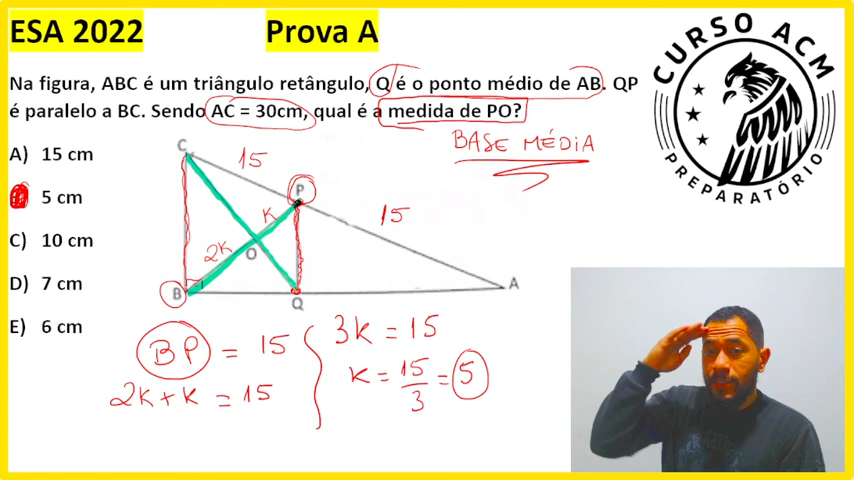 ESA 2022 Prova A
Na figura, ABC é um triângulo retângulo, Q é o ponto médio de AB. QP
é paralelo a BC. Sendo AC = 30cm, qual é a medida de PO?
BASE MÉDIA
A) 15 cm
5 cm
C) 10 cm
D) 7 cm
E) 6 cm
C
15
P
15
K
2K
O
B
Q
A
BP = 15
2K + K = 15
3K = 15
K = 15/3 = 5
CURSO ACM
PREPARATÓRIO